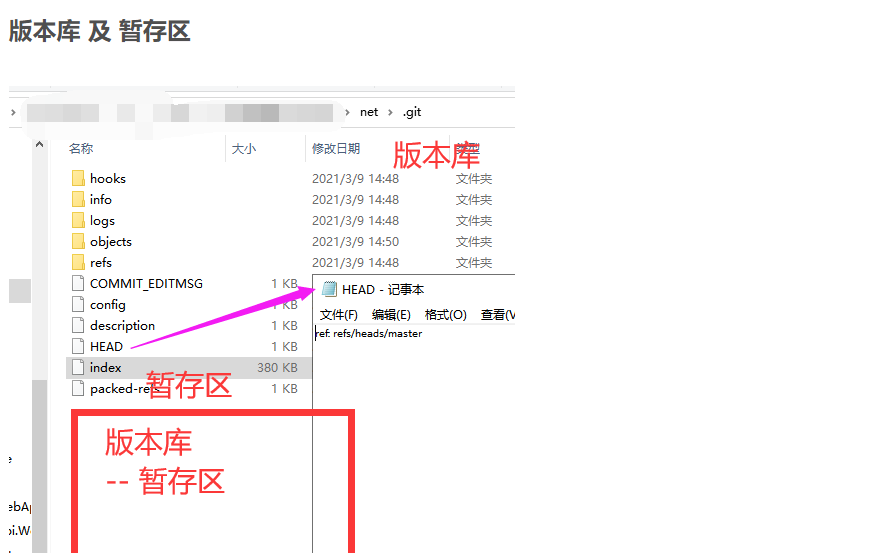 版本库 及 暂存区
net .git
名称 大小 修改日期 类型
版本库
hooks 2021/3/9 14:48 文件夹
info 2021/3/9 14:48 文件夹
logs 2021/3/9 14:48 文件夹
objects 2021/3/9 14:50 文件夹
refs 2021/3/9 14:48 文件夹
COMMIT_EDITMSG 1 KB
HEAD - 记事本
config 1 KB
文件(F) 编辑(E) 格式(O) 查看(V
description 1 KB
ref: refs/heads/master
HEAD 1 KB
index 380 KB
暂存区
packed-refs 1 KB
版本库
-- 暂存区
e
ebAp